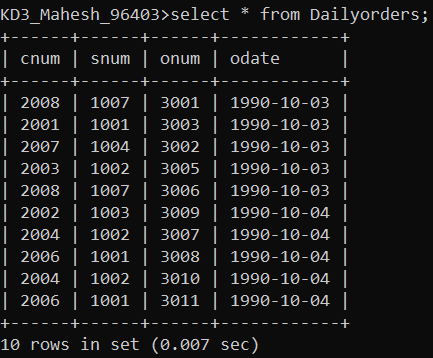 KD3_Mahesh_96403>select * from Dailyorders;
+------+------+------+------------+
| cnum | snum | onum | odate      |
+------+------+------+------------+
| 2008 | 1007 | 3001 | 1990-10-03 |
| 2001 | 1001 | 3003 | 1990-10-03 |
| 2007 | 1004 | 3002 | 1990-10-03 |
| 2003 | 1002 | 3005 | 1990-10-03 |
| 2008 | 1007 | 3006 | 1990-10-03 |
| 2002 | 1003 | 3009 | 1990-10-04 |
| 2004 | 1002 | 3007 | 1990-10-04 |
| 2006 | 1001 | 3008 | 1990-10-04 |
| 2004 | 1002 | 3010 | 1990-10-04 |
| 2006 | 1001 | 3011 | 1990-10-04 |
+------+------+------+------------+
10 rows in set (0.007 sec)